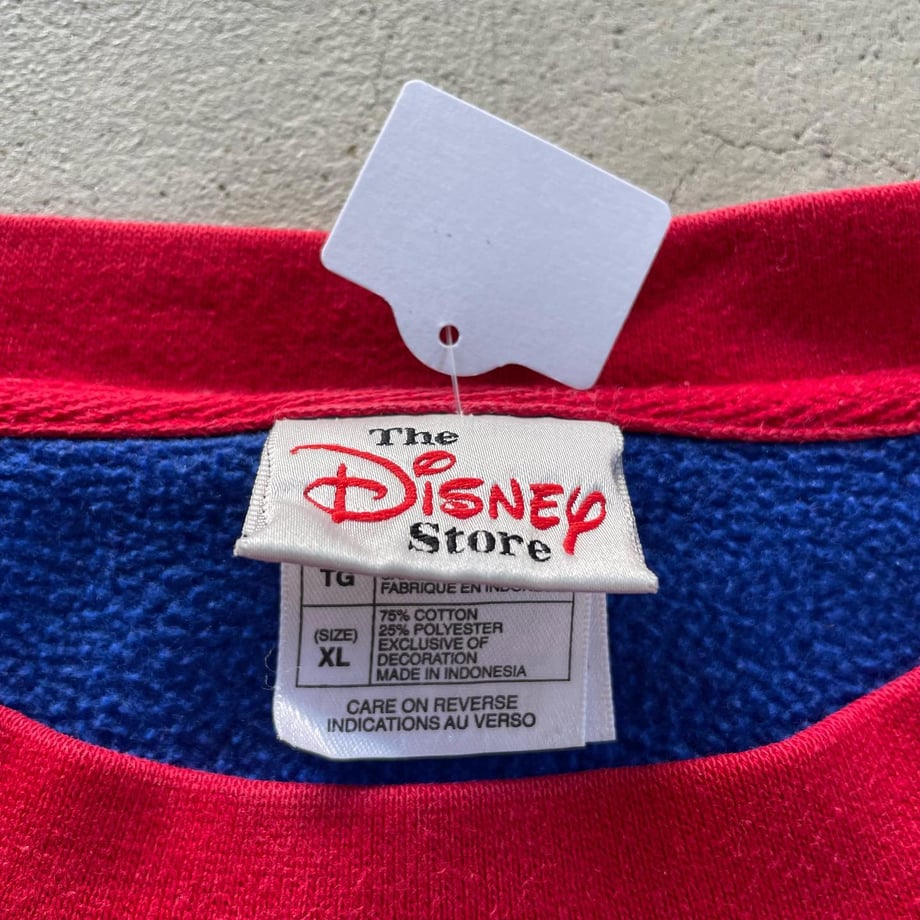 The
Disney
Store
TG
FABRIQUE EN
(SIZE)
XL
75% COTTON
25% POLYESTER
EXCLUSIVE OF
DECORATION
MADE IN INDONESIA
CARE ON REVERSE
INDICATIONS AU VERSO